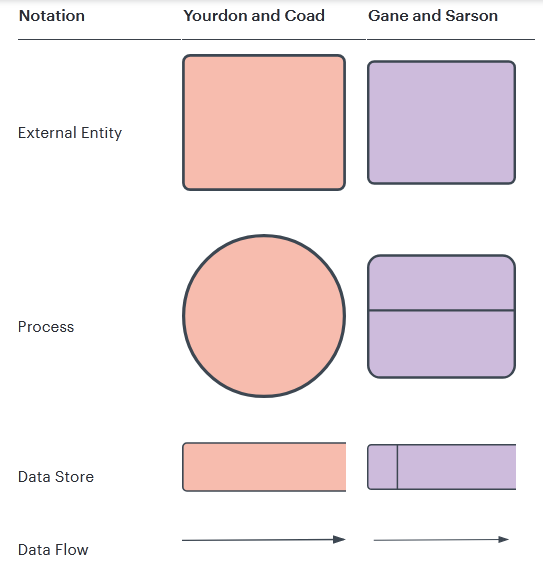 Notation Yourdon and Coad Gane and Sarson
External Entity
Process
Data Store
Data Flow